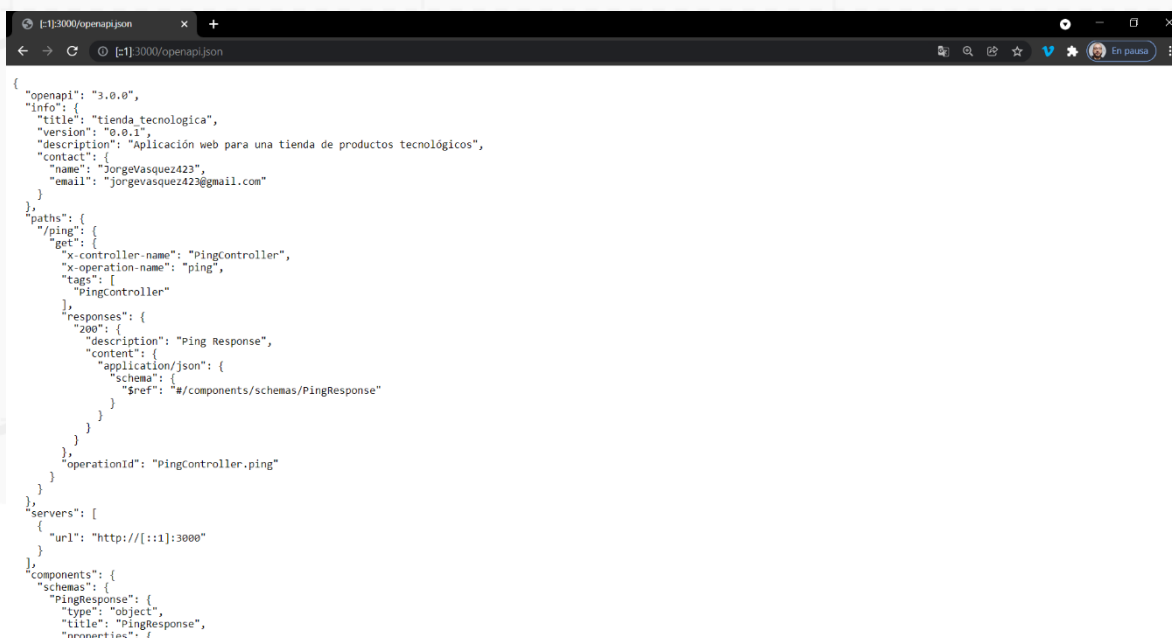 [::1]:3000/openapi.json
[::1]:3000/openapi.json
En pausa
{
"openapi": "3.0.0",
"info": {
"title": "tienda_tecnologica",
"version": "0.0.1",
"description": "Aplicación web para una tienda de productos tecnológicos",
"contact": {
"name": "JorgeVasquez423",
"email": "jorgevasquez423@gmail.com"
}
},
"paths": {
"/ping": {
"get": {
"x-controller-name": "PingController",
"x-operation-name": "ping",
"tags": [
"PingController"
],
"responses": {
"200": {
"description": "Ping Response",
"content": {
"application/json": {
"schema": {
"$ref": "#/components/schemas/PingResponse"
}
}
}
}
},
"operationId": "PingController.ping"
}
}
},
"servers": [
{
"url": "http://[::1]:3000"
}
],
"components": {
"schemas": {
"PingResponse": {
"type": "object",
"title": "PingResponse",
"properties": {